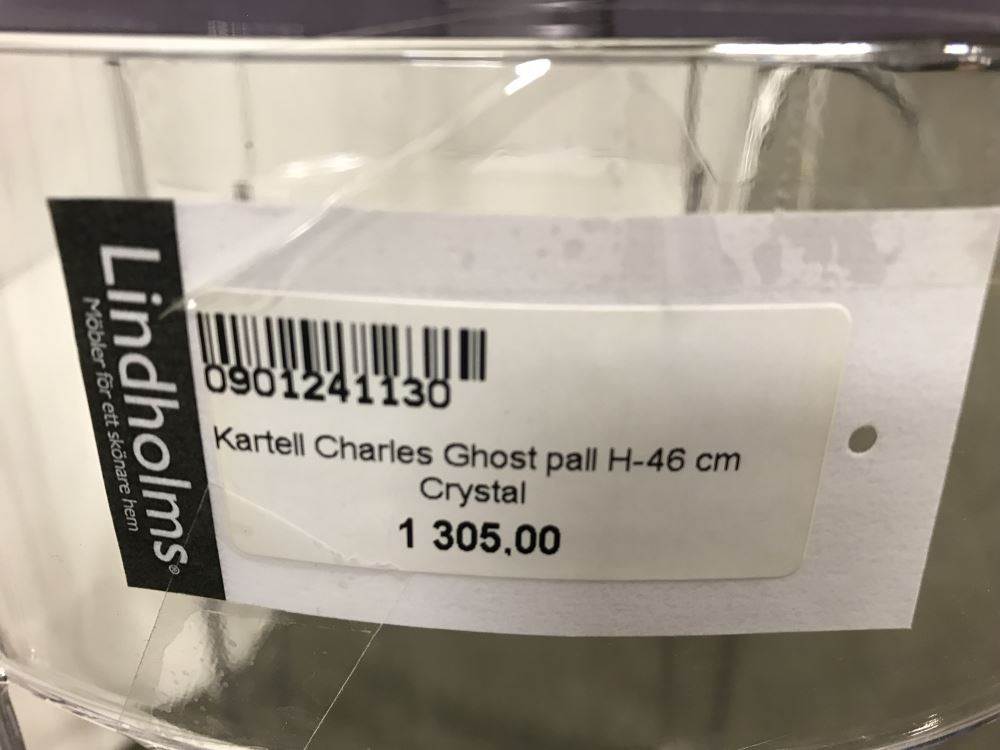 Lindholms®
Möbler för ett skönare hem
0901241130
Kartell Charles Ghost pall H-46 cm
Crystal
1 305,00